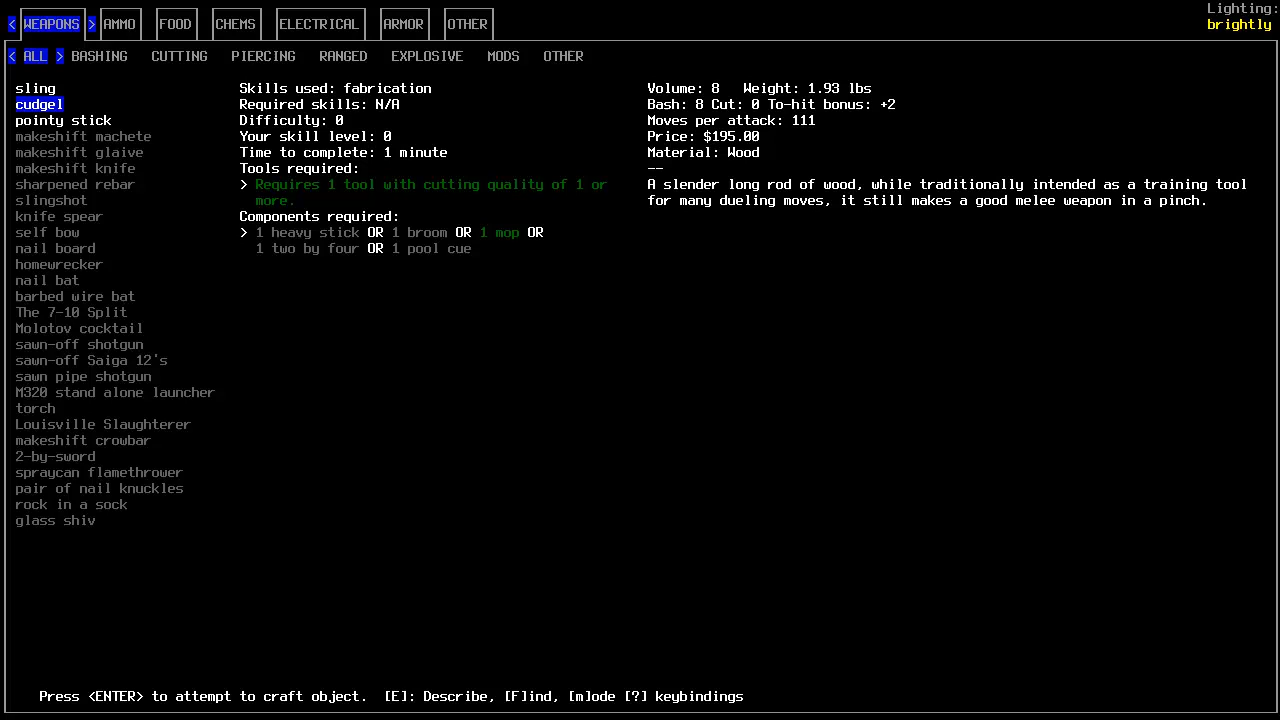 Lighting:
< WEAPONS > AMMO FOOD CHEMS ELECTRICAL ARMOR OTHER brightly
< ALL > BASHING CUTTING PIERCING RANGED EXPLOSIVE MODS OTHER
sling Skills used: fabrication Volume: 8 Weight: 1.93 lbs
cudgel Required skills: N/A Bash: 8 Cut: 0 To-hit bonus: +2
pointy stick Difficulty: 0 Moves per attack: 111
makeshift machete Your skill level: 0 Price: $195.00
makeshift glaive Time to complete: 1 minute Material: Wood
makeshift knife Tools required: --
sharpened rebar > Requires 1 tool with cutting quality of 1 or A slender long rod of wood, while traditionally intended as a training tool
slingshot more. for many dueling moves, it still makes a good melee weapon in a pinch.
knife spear Components required:
self bow > 1 heavy stick OR 1 broom OR 1 mop OR
nail board 1 two by four OR 1 pool cue
homewrecker
nail bat
barbed wire bat
The 7-10 Split
Molotov cocktail
sawn-off shotgun
sawn-off Saiga 12's
sawn pipe shotgun
M320 stand alone launcher
torch
Louisville Slaughterer
makeshift crowbar
2-by-sword
spraycan flamethrower
pair of nail knuckles
rock in a sock
glass shiv
Press <ENTER> to attempt to craft object. [E]: Describe, [F]ind, [m]ode [?] keybindings